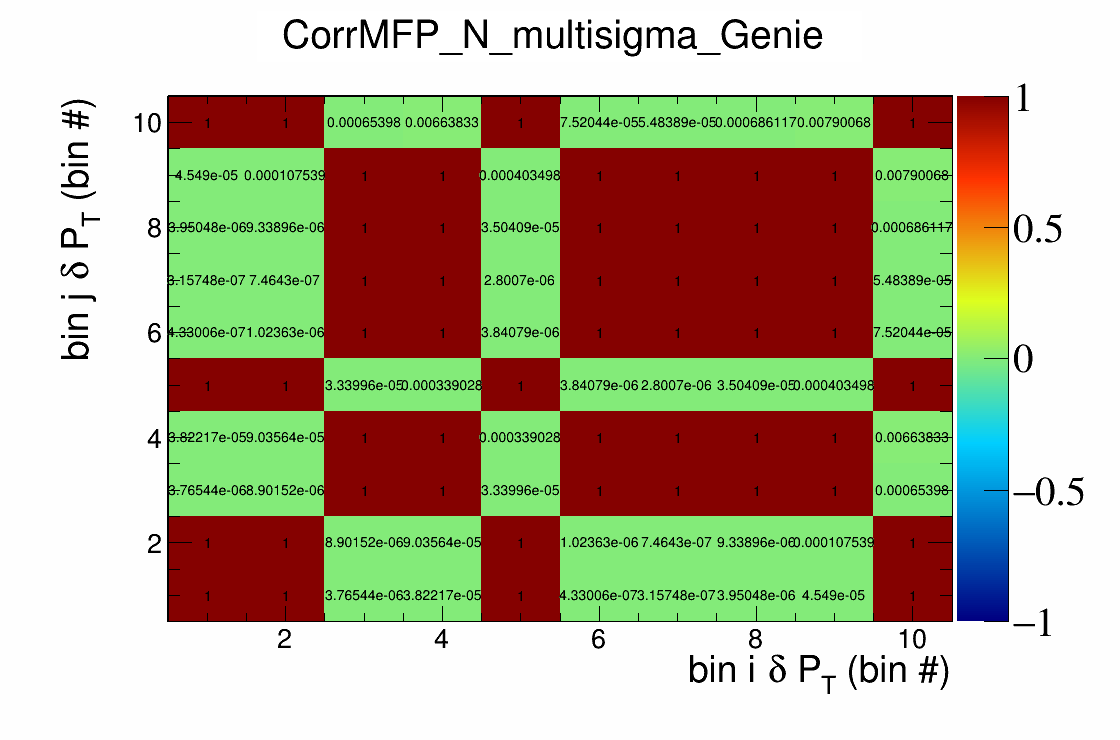 CorrMFP_N_multisigma_Genie
bin j δ P_T (bin #)
10 1 1 0.00065398 0.00663833 1 7.52044e-05 5.48389e-05 0.000686117 0.00790068 1
4.549e-05 0.000107539 1 1 0.000403498 1 1 1 1 0.00790068
8 3.95048e-06 9.33896e-06 1 1 3.50409e-05 1 1 1 1 0.000686117
3.15748e-07 7.4643e-07 1 1 2.8007e-06 1 1 1 1 5.48389e-05
6 4.33006e-07 1.02363e-06 1 1 3.84079e-06 1 1 1 1 7.52044e-05
1 1 3.33996e-05 0.000339028 1 3.84079e-06 2.8007e-06 3.50409e-05 0.000403498 1
4 3.82217e-05 9.03564e-05 1 1 0.000339028 1 1 1 1 0.00663833
3.76544e-06 8.90152e-06 1 1 3.33996e-05 1 1 1 1 0.00065398
2 1 1 8.90152e-06 9.03564e-05 1 1.02363e-06 7.4643e-07 9.33896e-06 0.000107539 1
1 1 3.76544e-06 3.82217e-05 1 4.33006e-07 3.15748e-07 3.95048e-06 4.549e-05 1
2 4 6 8 10
bin i δ P_T (bin #)
1
0.5
0
−0.5
−1